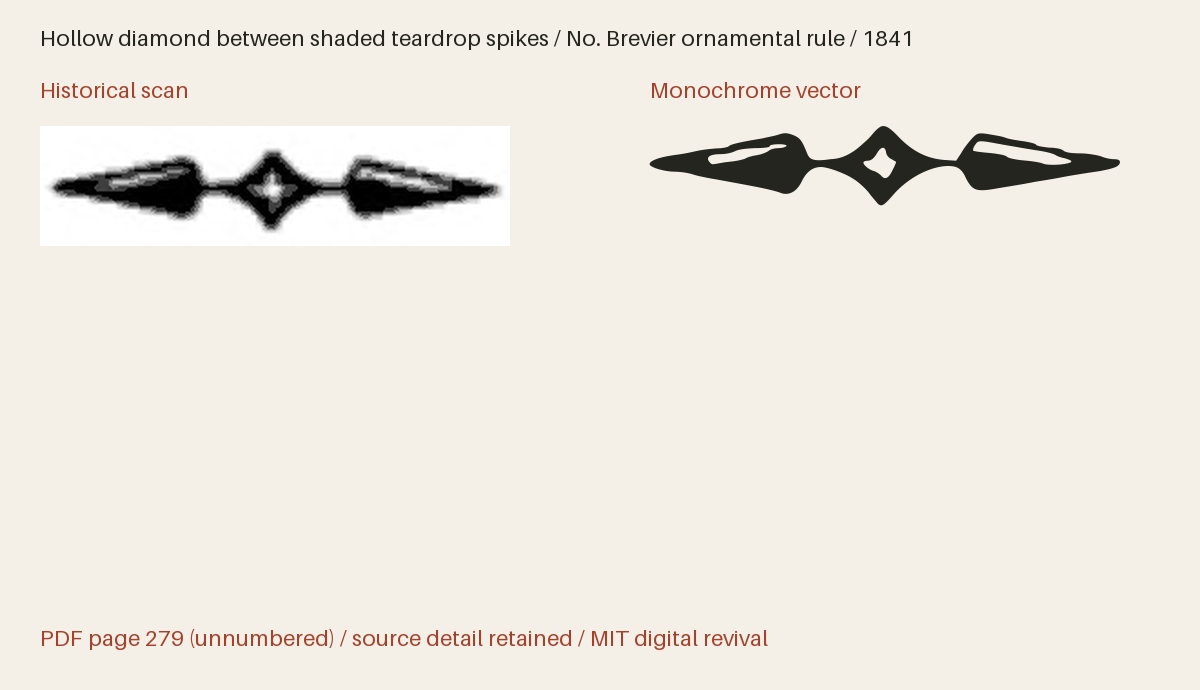 Hollow diamond between shaded teardrop spikes / No. Brevier ornamental rule / 1841
Historical scan
Monochrome vector
PDF page 279 (unnumbered) / source detail retained / MIT digital revival